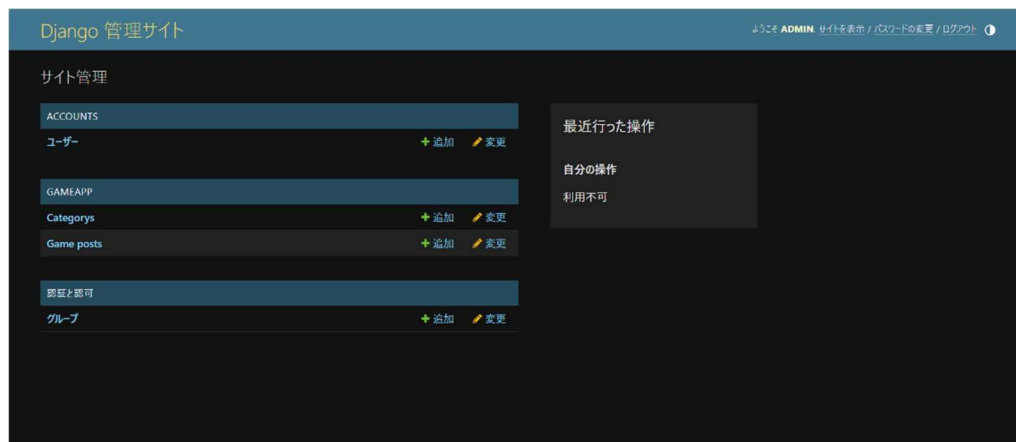 Django 管理サイト
ようこそ ADMIN. サイトを表示 / パスワードの変更 / ログアウト
サイト管理
ACCOUNTS
ユーザー 追加 変更
GAMEAPP
Categorys 追加 変更
Game posts 追加 変更
認証と認可
グループ 追加 変更
最近行った操作
自分の操作
利用不可